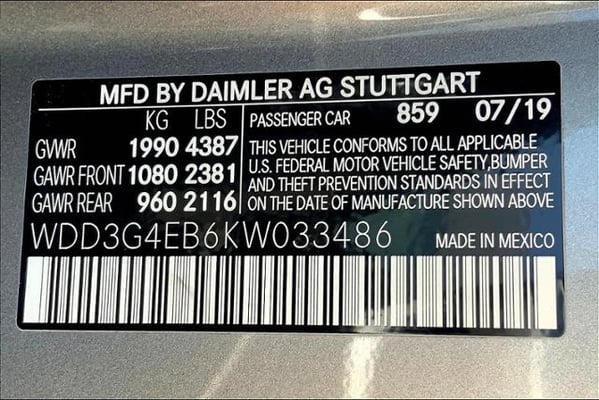 MFD BY DAIMLER AG STUTTGART
KG LBS
GVWR 1990 4387
GAWR FRONT 1080 2381
GAWR REAR 960 2116
PASSENGER CAR 859 07/19
THIS VEHICLE CONFORMS TO ALL APPLICABLE
U.S. FEDERAL MOTOR VEHICLE SAFETY,BUMPER
AND THEFT PREVENTION STANDARDS IN EFFECT
ON THE DATE OF MANUFACTURE SHOWN ABOVE
WDD3G4EB6KW033486 MADE IN MEXICO